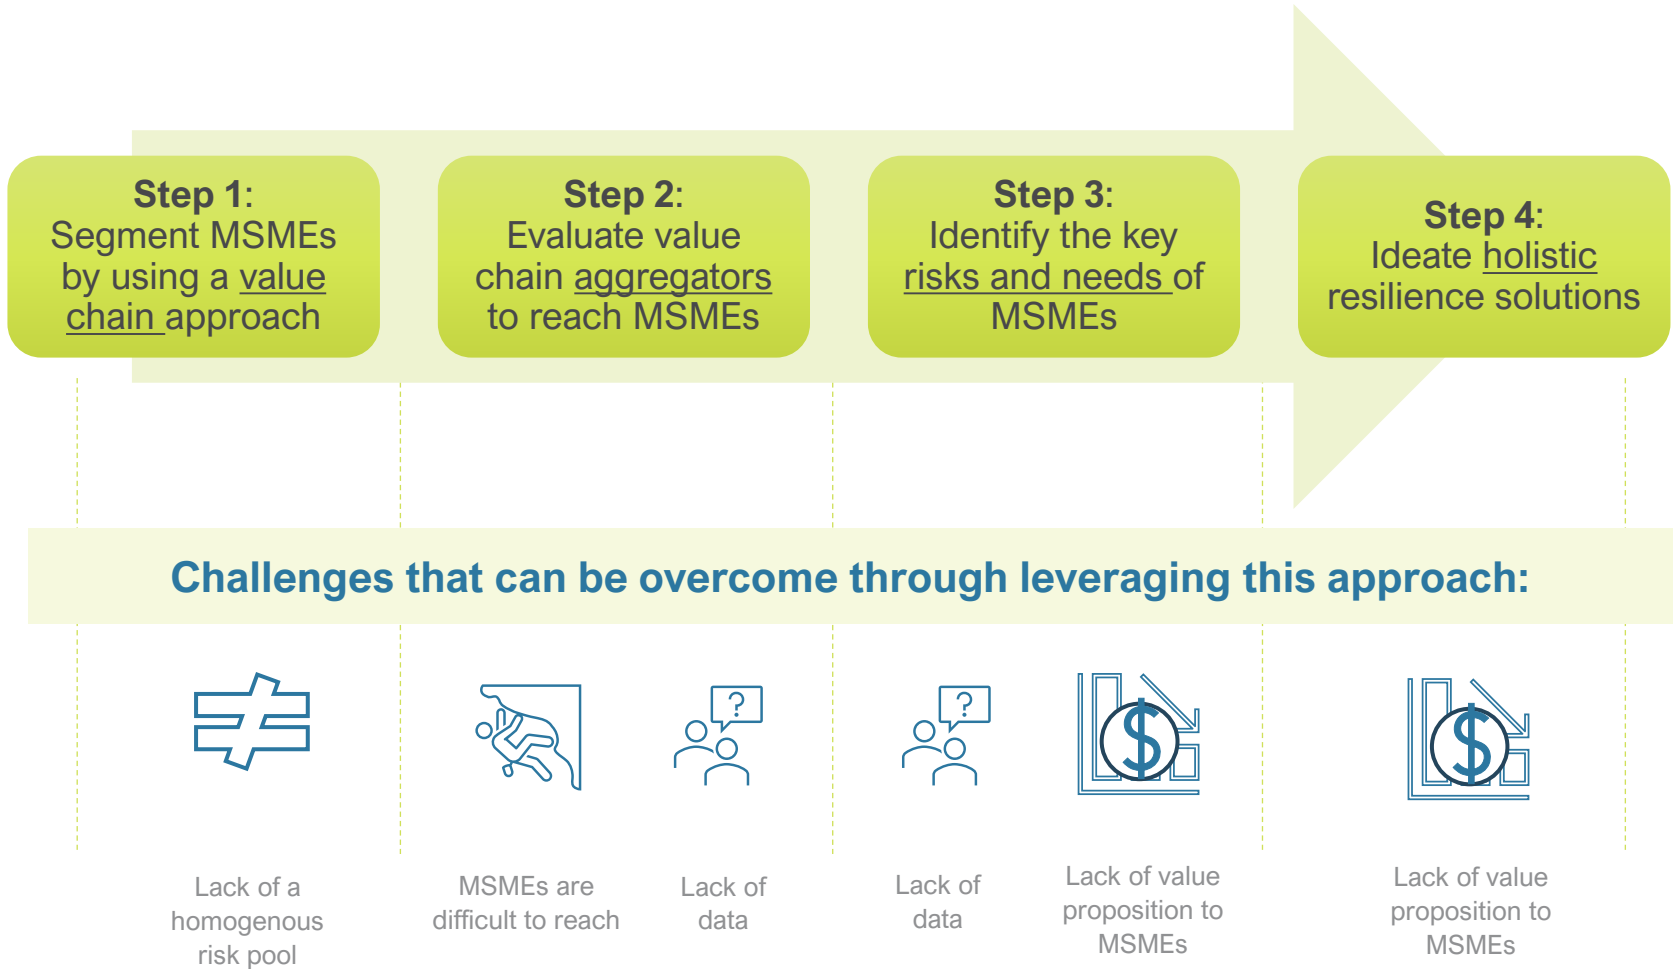 Step 1:
Segment MSMEs
by using a value
chain approach
Step 2:
Evaluate value
chain aggregators
to reach MSMEs
Step 3:
Identify the key
risks and needs of
MSMEs
Step 4:
Ideate holistic
resilience solutions
Challenges that can be overcome through leveraging this approach:
?
?
$
$
Lack of a
homogenous
risk pool
MSMEs are
difficult to reach
Lack of
data
Lack of
data
Lack of value
proposition to
MSMEs
Lack of value
proposition to
MSMEs